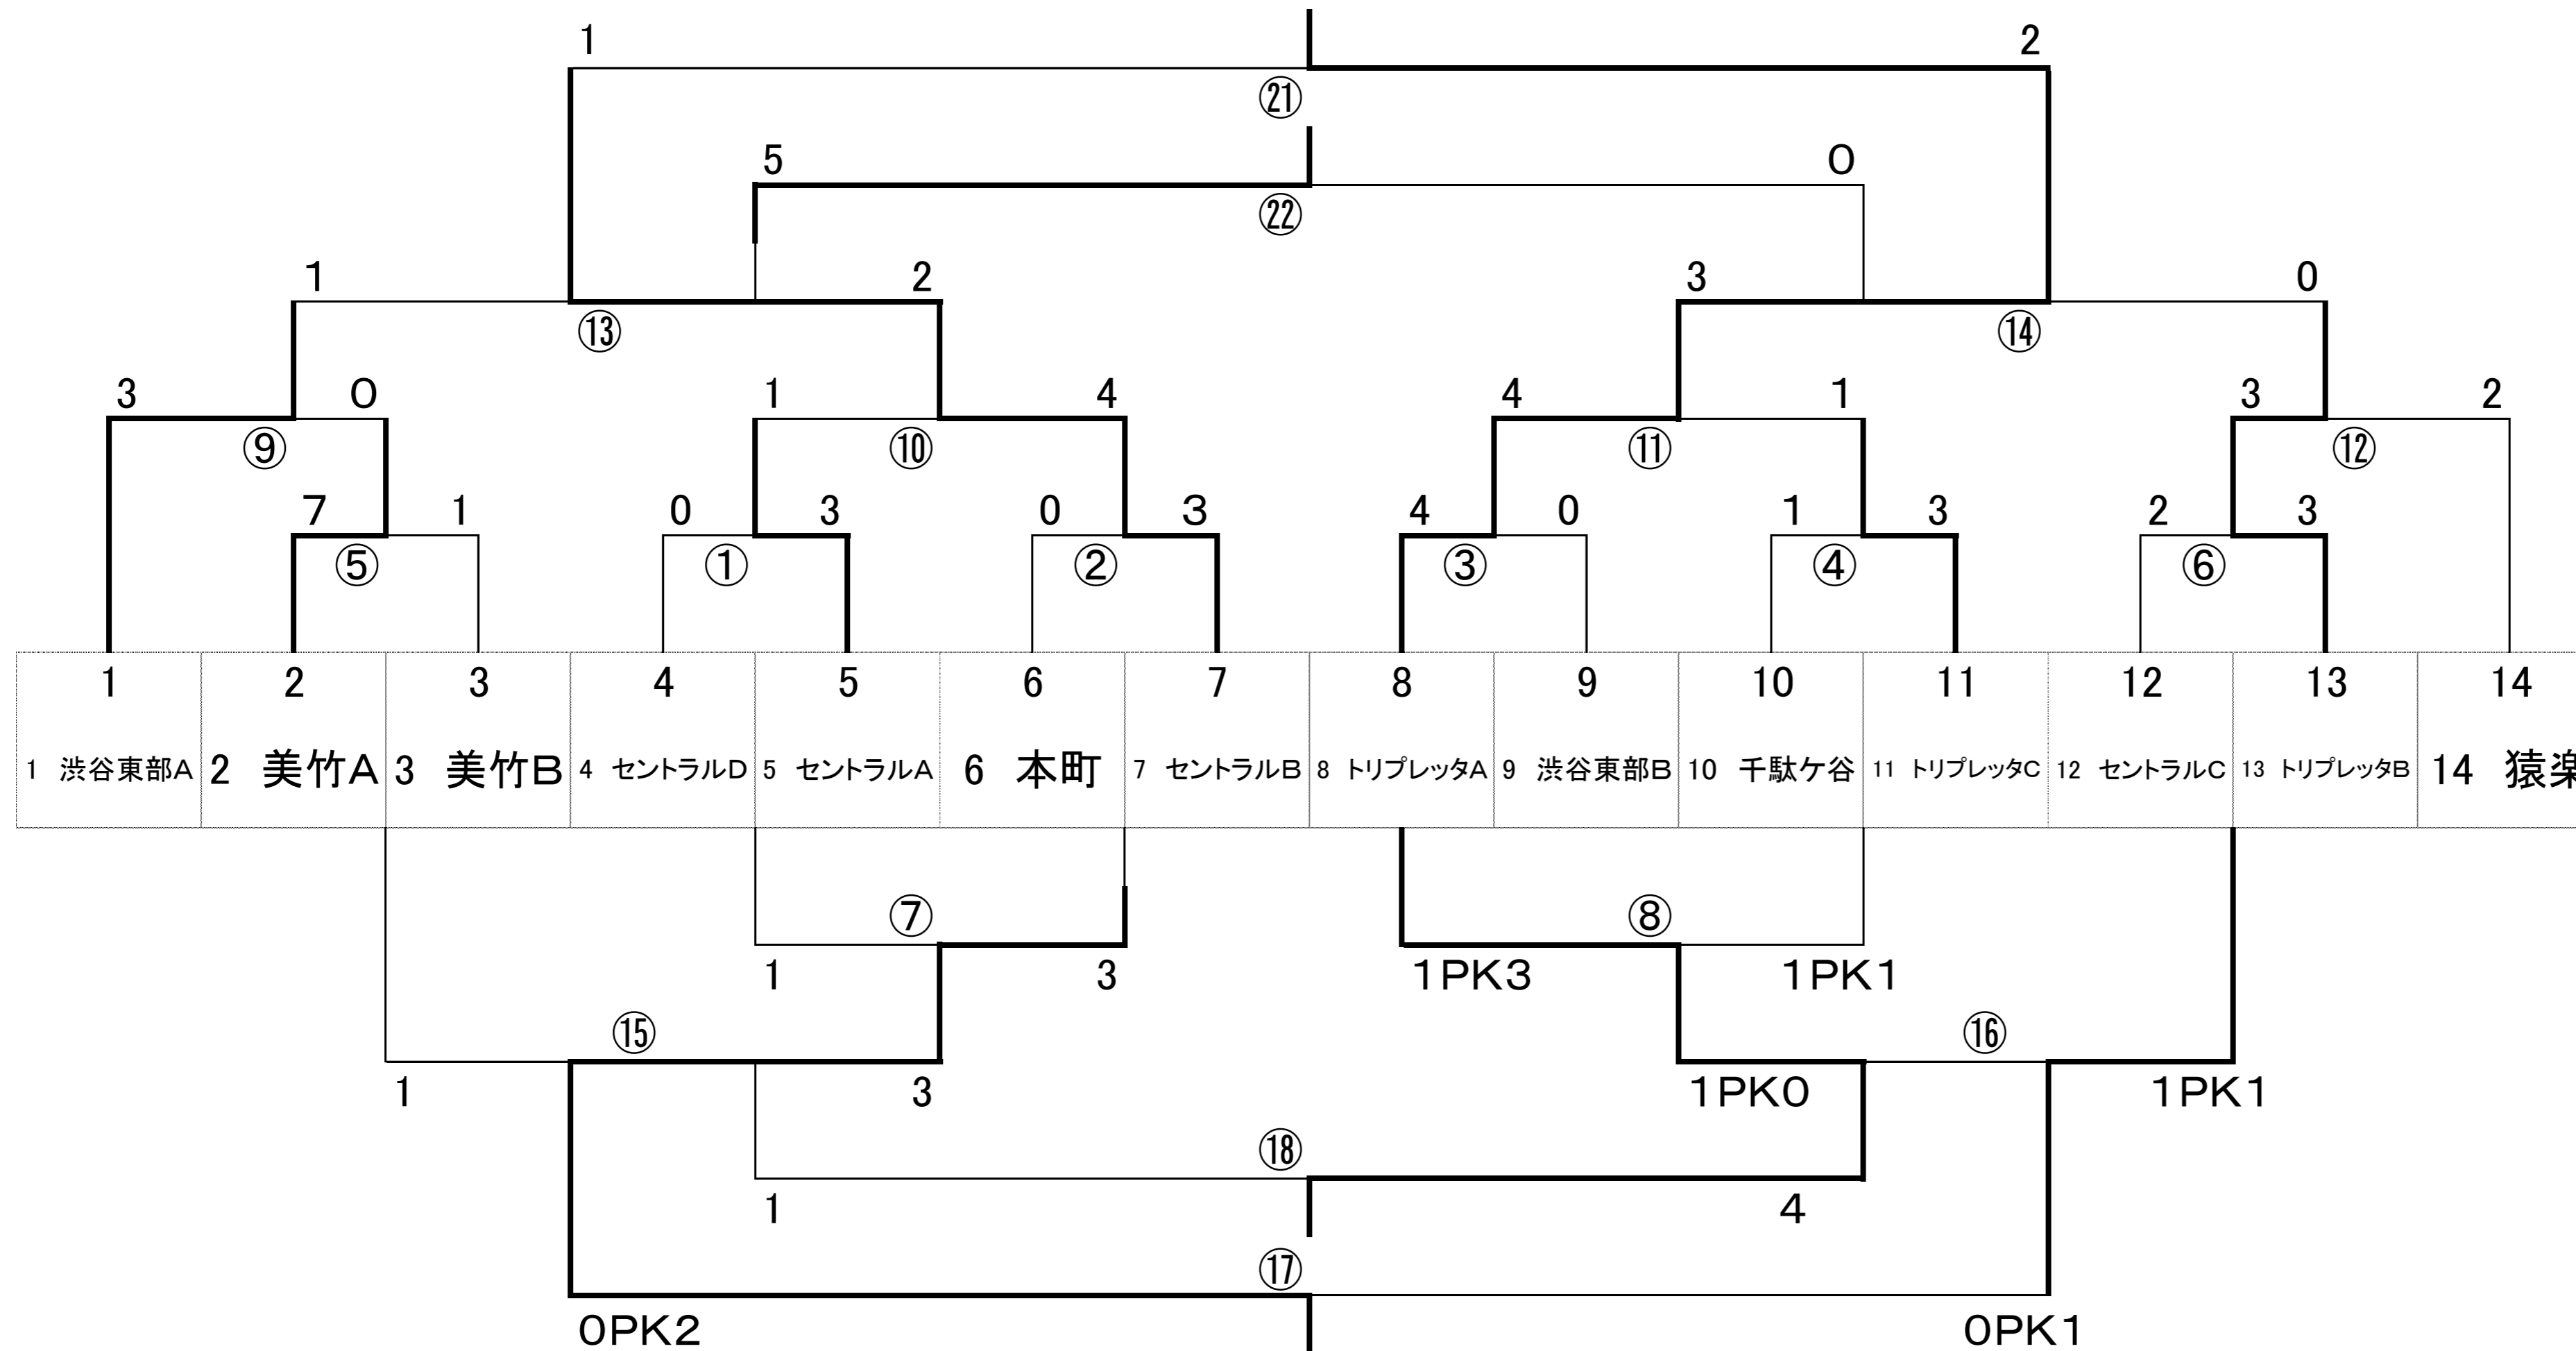 1 2
㉑
5 0
㉒
1 2 3 0
⑬ ⑭
3 0 1 4 4 1 3 2
⑨ ⑩ ⑪ ⑫
7 1 0 3 0 3 4 0 1 3 2 3
⑤ ① ② ③ ④ ⑥
1 2 3 4 5 6 7 8 9 10 11 12 13 14
1 渋谷東部A 2 美竹A 3 美竹B 4 セントラルD 5 セントラルA 6 本町 7 セントラルB 8 トリプレッタA 9 渋谷東部B 10 千駄ケ谷 11 トリプレッタC 12 セントラルC 13 トリプレッタB 14 猿楽
⑦ ⑧
1 3 1PK3 1PK1
⑮ ⑯
1 3 1PK0 1PK1
⑱
1 4
⑰
0PK2 0PK1